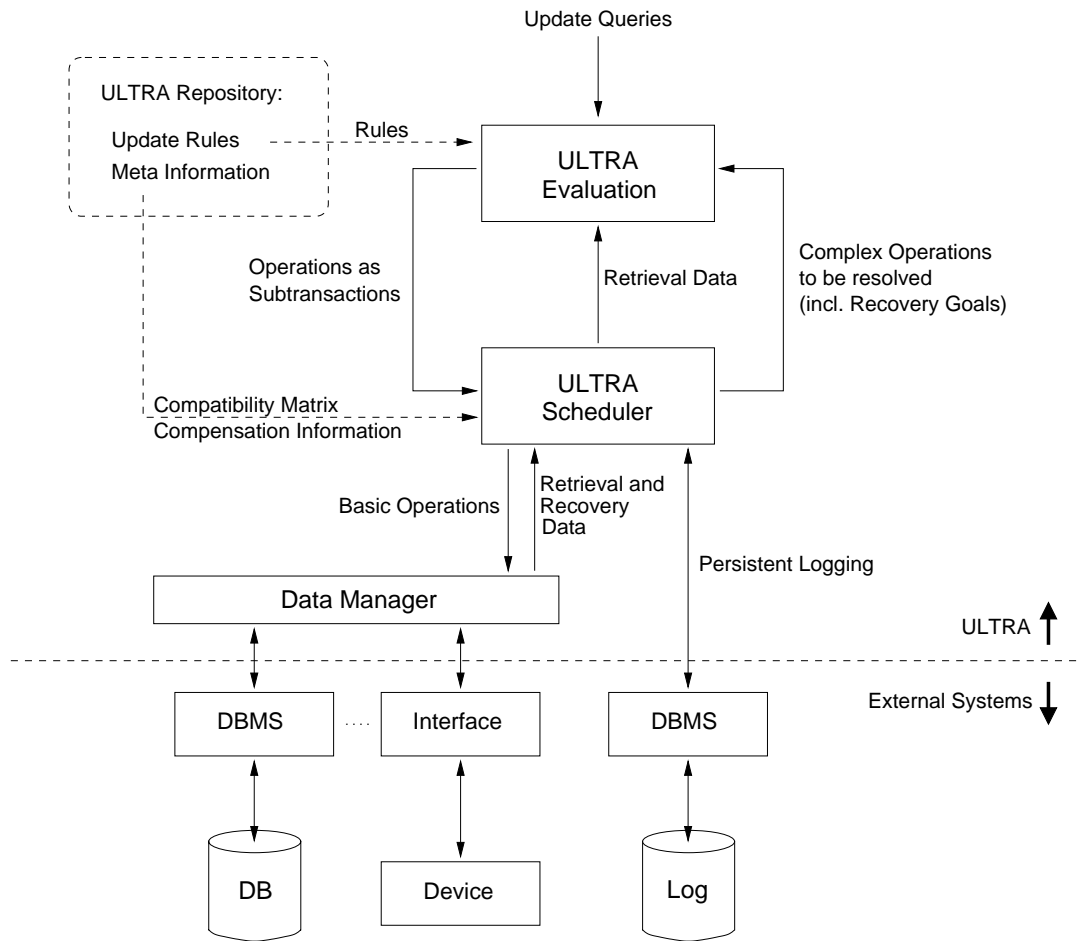 Update Queries
ULTRA Repository:
Update Rules
Meta Information
Rules
ULTRA
Evaluation
Operations as
Subtransactions
Retrieval Data
Complex Operations
to be resolved
(incl. Recovery Goals)
ULTRA
Scheduler
Compatibility Matrix
Compensation Information
Basic Operations
Retrieval and
Recovery
Data
Persistent Logging
Data Manager
ULTRA
External Systems
DBMS
....
Interface
DBMS
DB
Device
Log